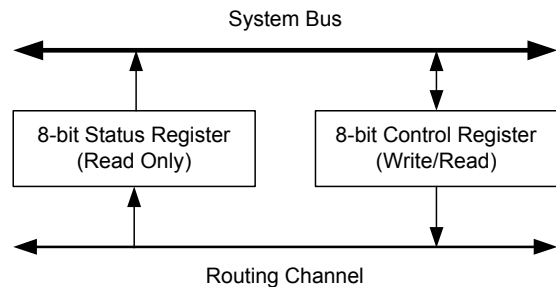 System Bus
8-bit Status Register
(Read Only)
8-bit Control Register
(Write/Read)
Routing Channel